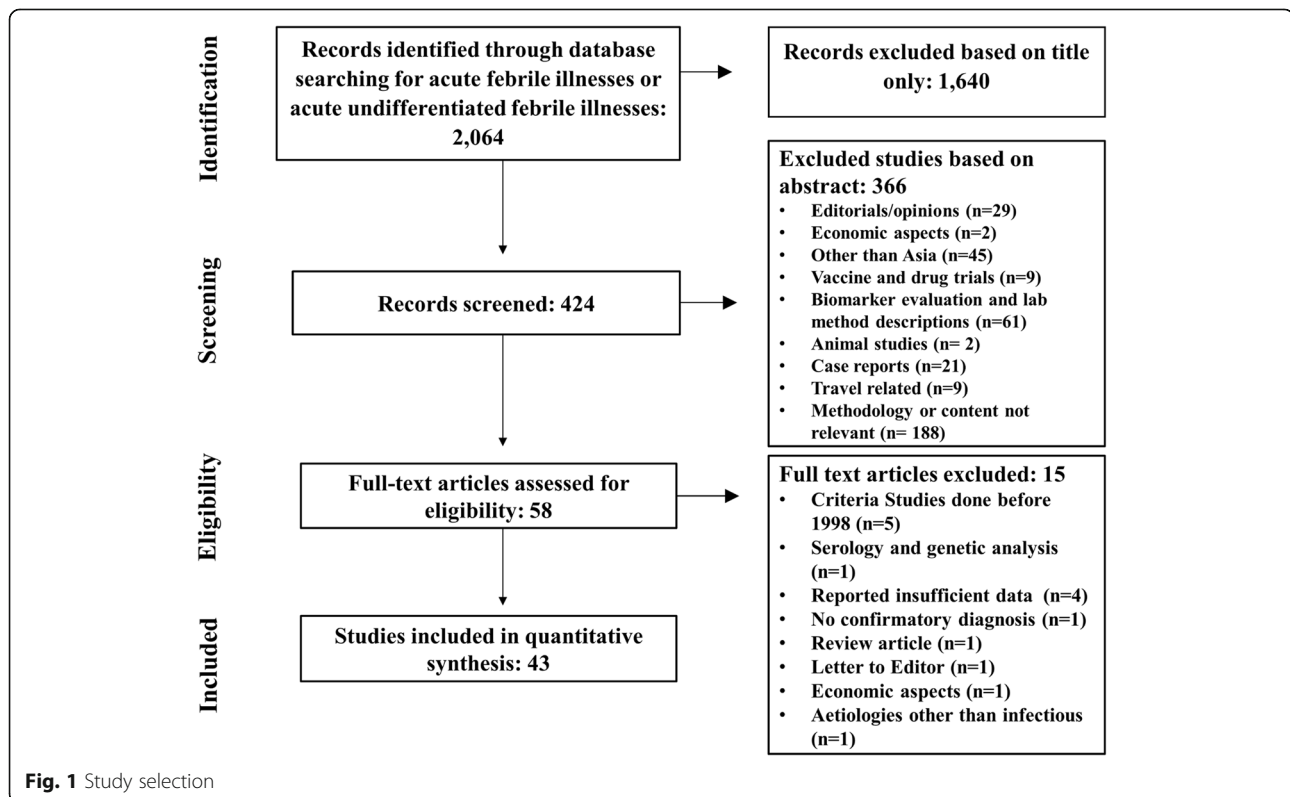 Identification
Records identified through database
searching for acute febrile illnesses or
acute undifferentiated febrile illnesses:
2,064
Records excluded based on title
only: 1,640
Screening
Records screened: 424
Excluded studies based on
abstract: 366
• Editorials/opinions (n=29)
• Economic aspects (n=2)
• Other than Asia (n=45)
• Vaccine and drug trials (n=9)
• Biomarker evaluation and lab
method descriptions (n=61)
• Animal studies (n= 2)
• Case reports (n=21)
• Travel related (n=9)
• Methodology or content not
relevant (n= 188)
Eligibility
Full-text articles assessed for
eligibility: 58
Full text articles excluded: 15
• Criteria Studies done before
1998 (n=5)
• Serology and genetic analysis
(n=1)
• Reported insufficient data (n=4)
• No confirmatory diagnosis (n=1)
• Review article (n=1)
• Letter to Editor (n=1)
• Economic aspects (n=1)
• Aetiologies other than infectious
(n=1)
Included
Studies included in quantitative
synthesis: 43
Fig. 1 Study selection